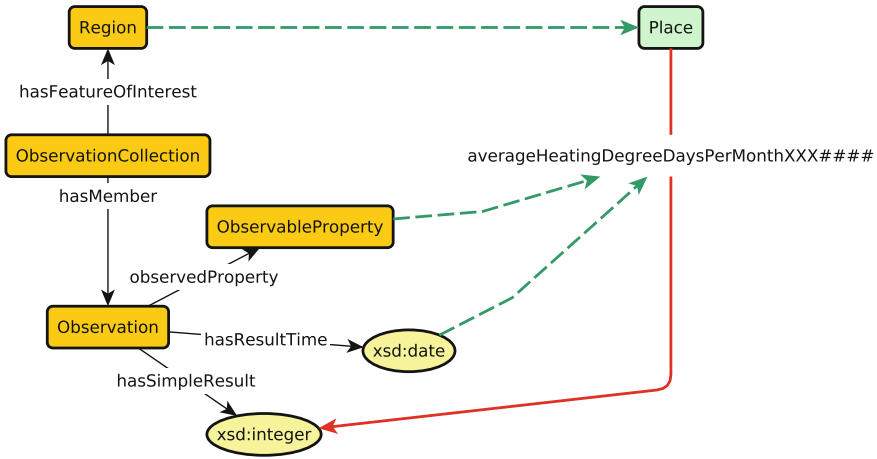 Region
Place
hasFeatureOfInterest
ObservationCollection
averageHeatingDegreeDaysPerMonthXXX####
hasMember
ObservableProperty
observedProperty
Observation
hasResultTime
xsd:date
hasSimpleResult
xsd:integer